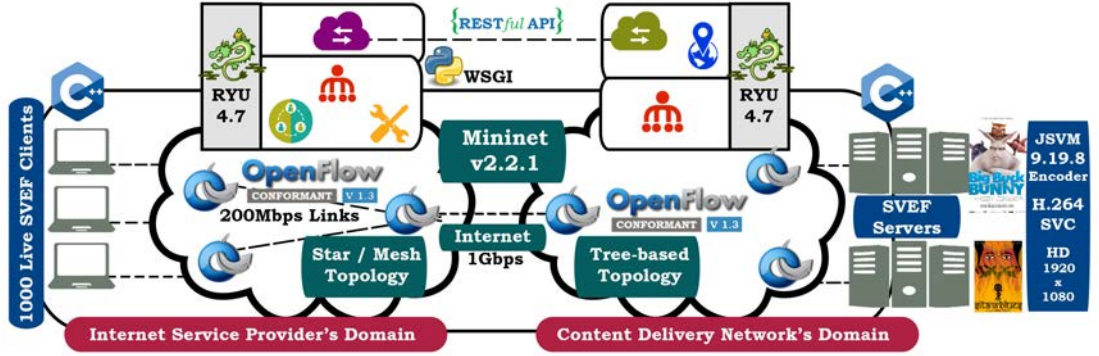 {RESTful API}
WSGI
RYU
4.7
RYU
4.7
C++
C++
1000 Live SVEF Clients
Mininet
v2.2.1
OpenFlow
CONFORMANT V 1.3
200Mbps Links
OpenFlow
CONFORMANT V 1.3
Internet
1Gbps
Star / Mesh
Topology
Tree-based
Topology
SVEF
Servers
Big Buck
BUNNY
JSVM
9.19.8
Encoder
H.264
SVC
HD
1920
x
1080
Internet Service Provider's Domain
Content Delivery Network's Domain